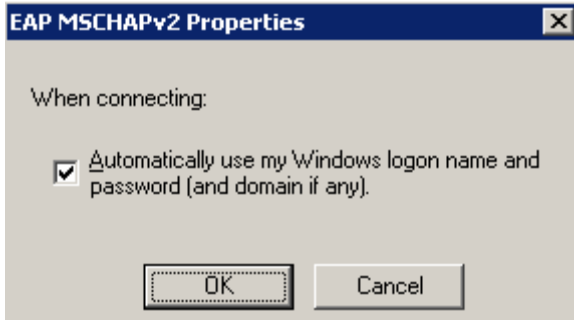 EAP MSCHAPv2 Properties
When connecting:
Automatically use my Windows logon name and
password (and domain if any).
OK Cancel